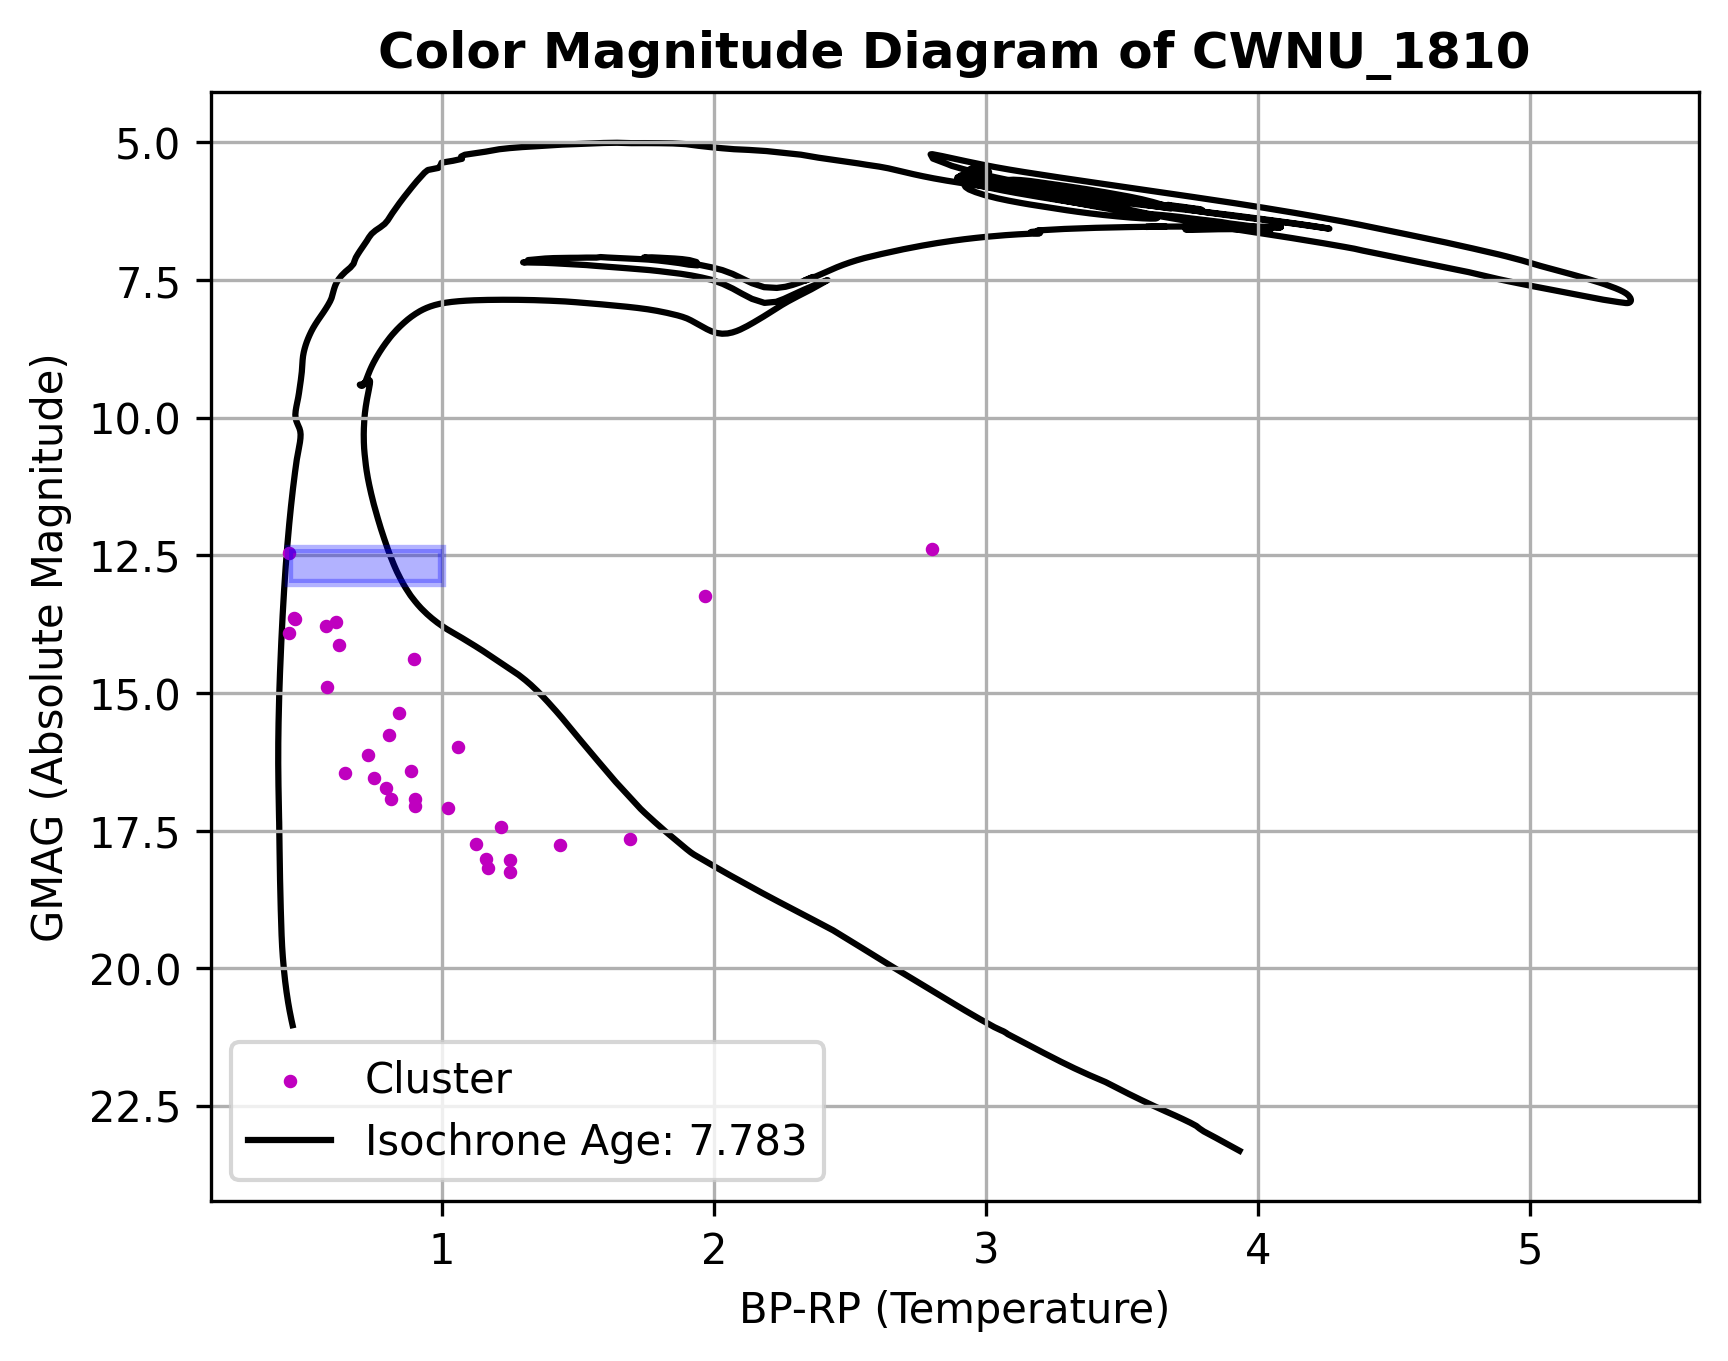 Color Magnitude Diagram of CWNU_1810
GMAG (Absolute Magnitude)
5.0
7.5
10.0
12.5
15.0
17.5
20.0
22.5
Cluster
Isochrone Age: 7.783
1 2 3 4 5
BP-RP (Temperature)